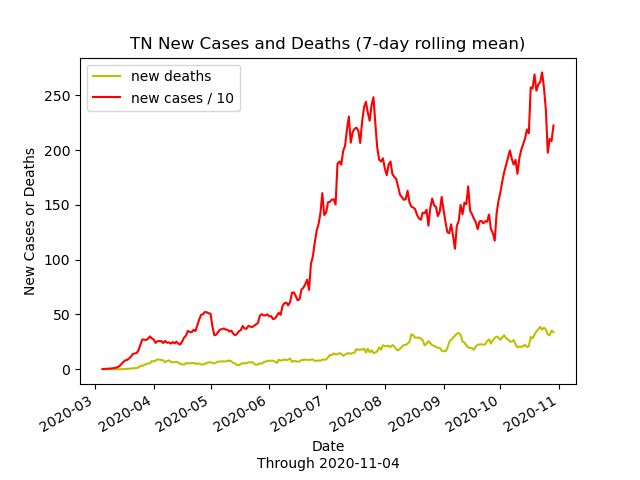 TN New Cases and Deaths (7-day rolling mean)
new deaths
new cases / 10
New Cases or Deaths
250
200
150
100
50
0
2020-03
2020-04
2020-05
2020-06
2020-07
2020-08
2020-09
2020-10
2020-11
Date
Through 2020-11-04